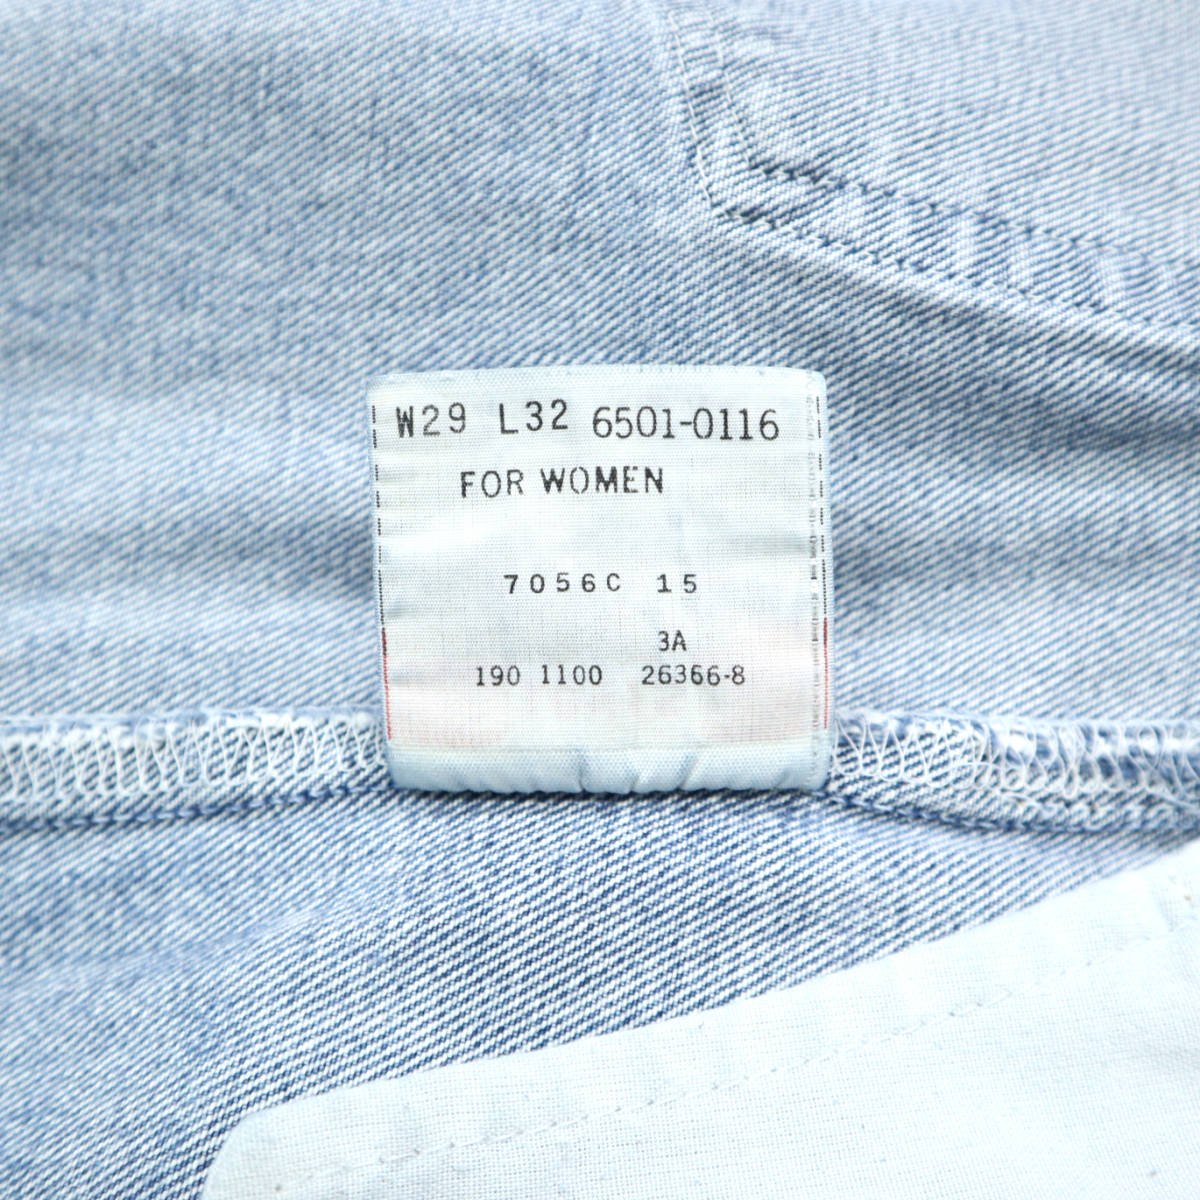 W29 L32 6501-0116
FOR WOMEN
7056C 15
3A
190 1100 26366-8